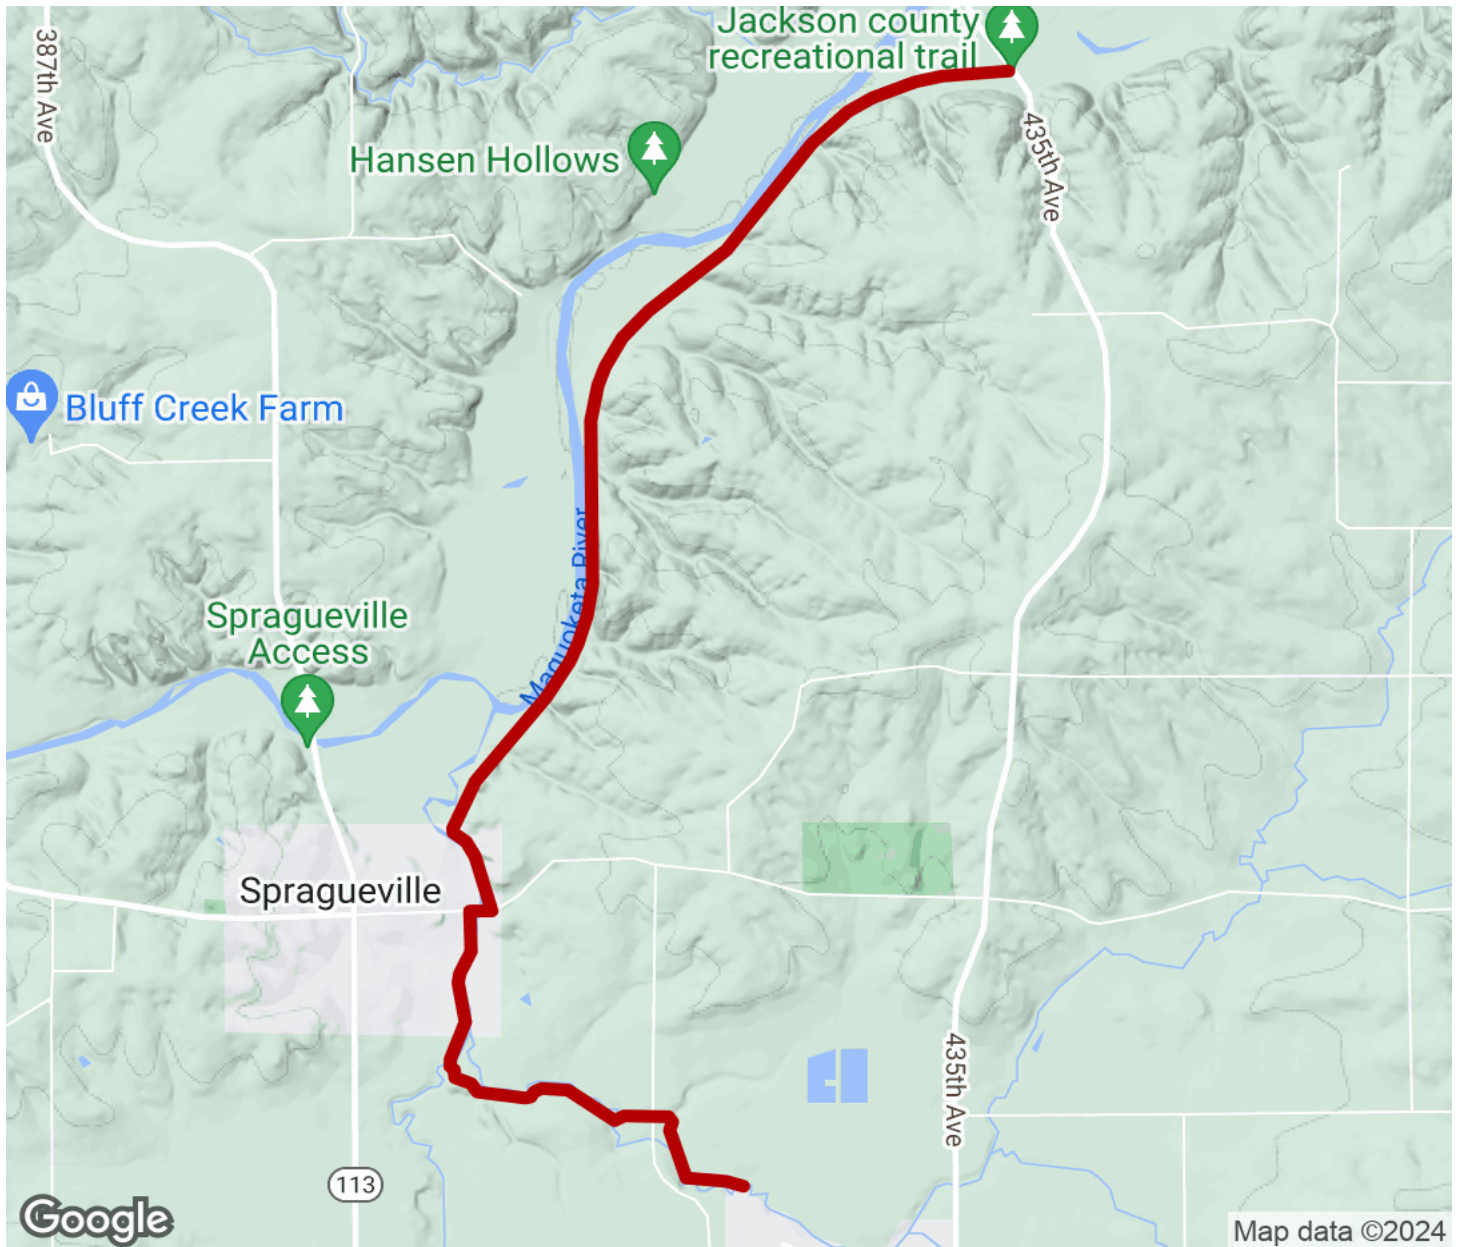 Jackson county
recreational trail
387th Ave
435th Ave
Hansen Hollows
Bluff Creek Farm
Maquoketa River
Spragueville
Access
Spragueville
435th Ave
113
Google
Map data ©2024